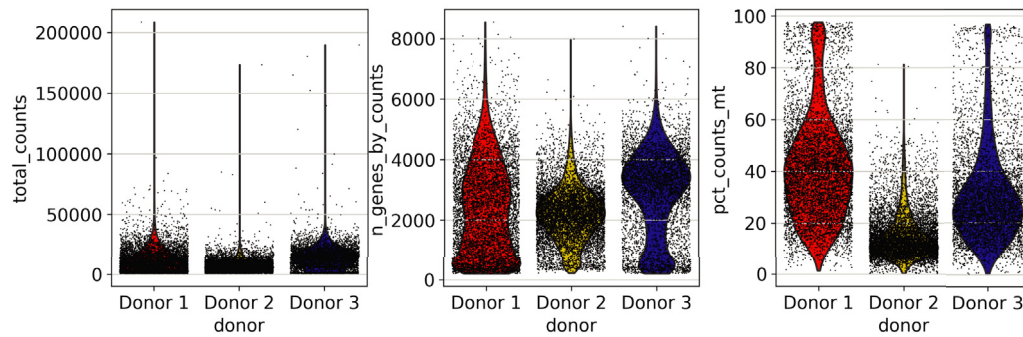 total_counts
200000
150000
100000
50000
0
Donor 1 Donor 2 Donor 3
donor
n_genes_by_counts
8000
6000
4000
2000
0
Donor 1 Donor 2 Donor 3
donor
pct_counts_mt
100
80
60
40
20
0
Donor 1 Donor 2 Donor 3
donor